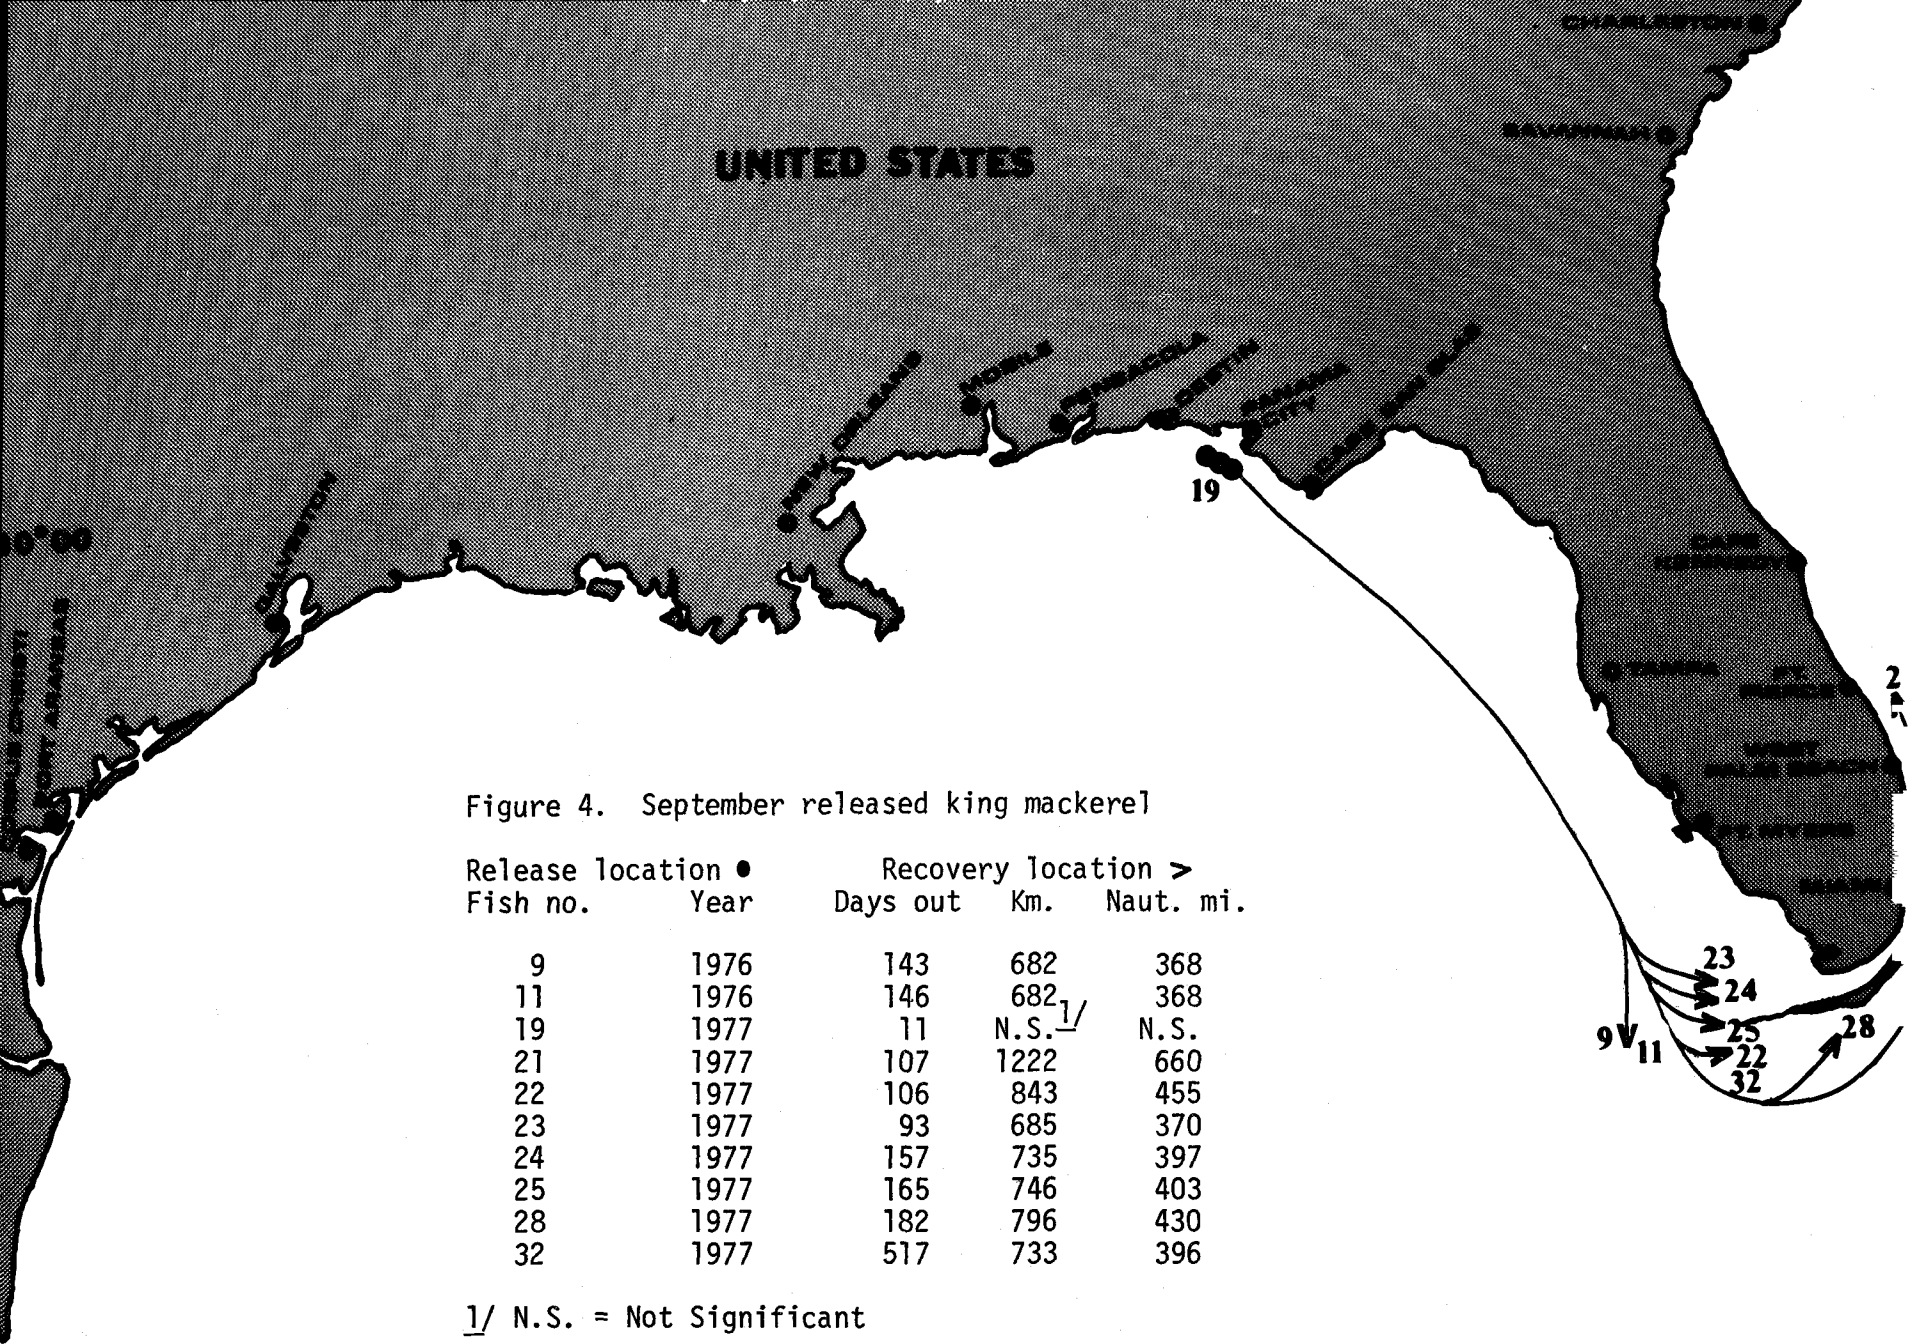 CHARLESTON
SAVANNAH
UNITED STATES
NEW ORLEANS
MOBILE
PENSACOLA
DESTIN
PANAMA
CITY
CAPE SAN BLAS
19
GALVESTON
CORPUS CHRISTI
PORT ARANSAS
CAPE
KENNEDY
TAMPA
FT.
PIERCE
2
WEST
PALM BEACH
FT. MYERS
MIAMI
23
24
25
28
9
11
22
32
Figure 4. September released king mackerel
Release location ● Recovery location >
Fish no. Year Days out Km. Naut. mi.
9 1976 143 682 368
11 1976 146 682 368
19 1977 11 N.S.1/ N.S.
21 1977 107 1222 660
22 1977 106 843 455
23 1977 93 685 370
24 1977 157 735 397
25 1977 165 746 403
28 1977 182 796 430
32 1977 517 733 396
1/ N.S. = Not Significant